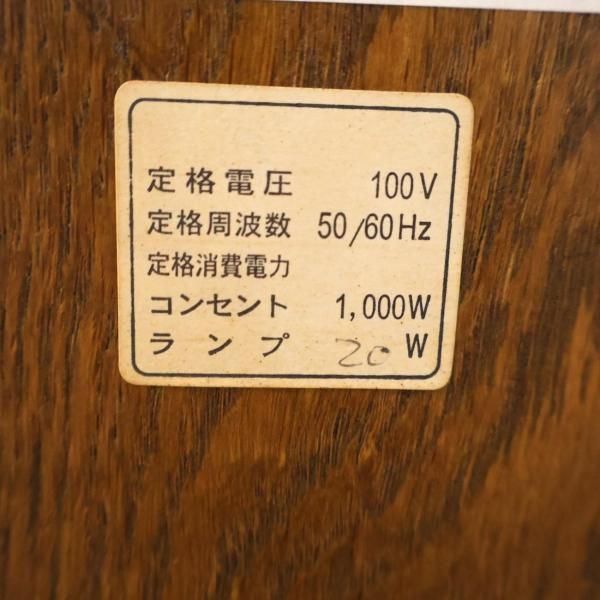 定格電圧 100V
定格周波数 50/60Hz
定格消費電力
コンセント 1,000W
ランプ 20 W